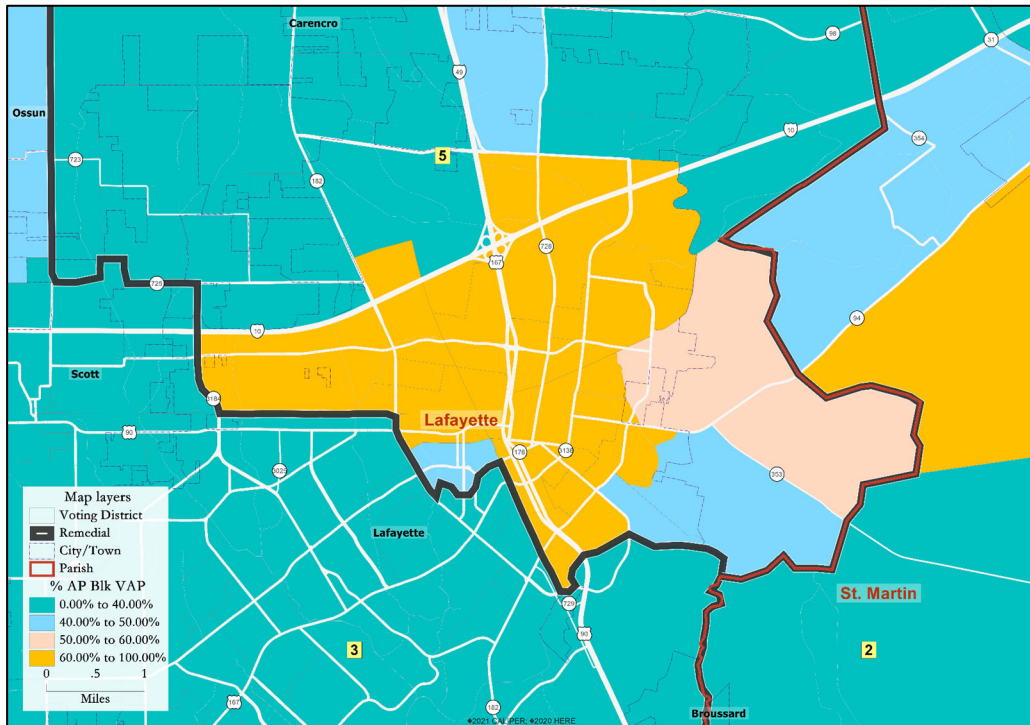 Carencro
98
31
49
Ossun
10
354
723
5
182
728
167
725
94
10
Scott
3184
Lafayette
90
176
3138
3025
353
Lafayette
Map layers
Voting District
Remedial
City/Town
Parish
% AP Blk VAP
0.00% to 40.00%
40.00% to 50.00%
50.00% to 60.00%
60.00% to 100.00%
0 .5 1
Miles
St. Martin
729
90
3
2
167
182
Broussard
©2021 CALIPER; ©2020 HERE